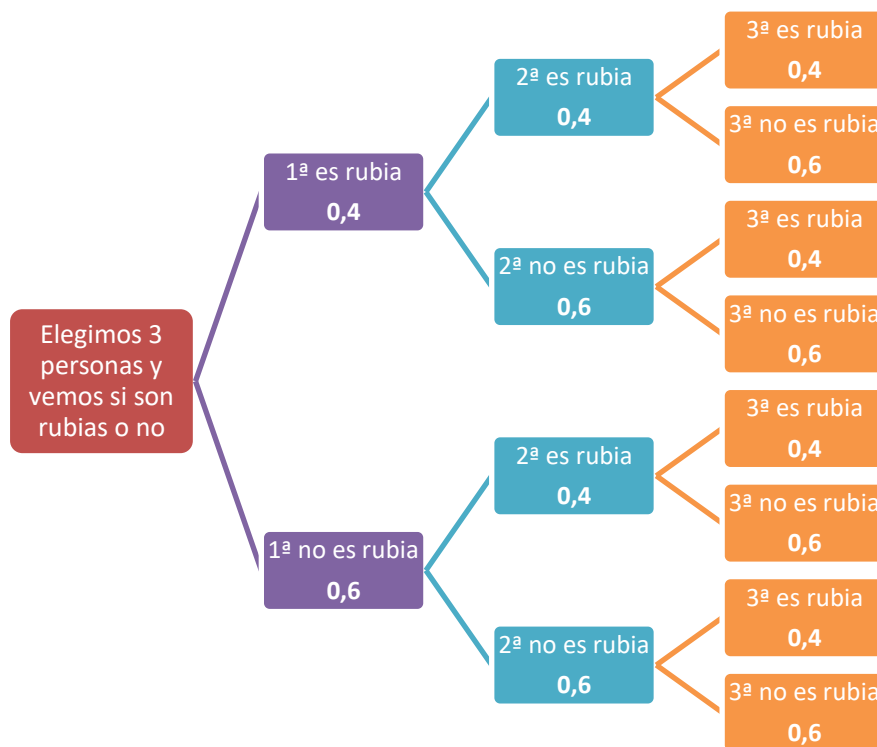 Elegimos 3
personas y
vemos si son
rubias o no
1ª es rubia
0,4
1ª no es rubia
0,6
2ª es rubia
0,4
2ª no es rubia
0,6
2ª es rubia
0,4
2ª no es rubia
0,6
3ª es rubia
0,4
3ª no es rubia
0,6
3ª es rubia
0,4
3ª no es rubia
0,6
3ª es rubia
0,4
3ª no es rubia
0,6
3ª es rubia
0,4
3ª no es rubia
0,6